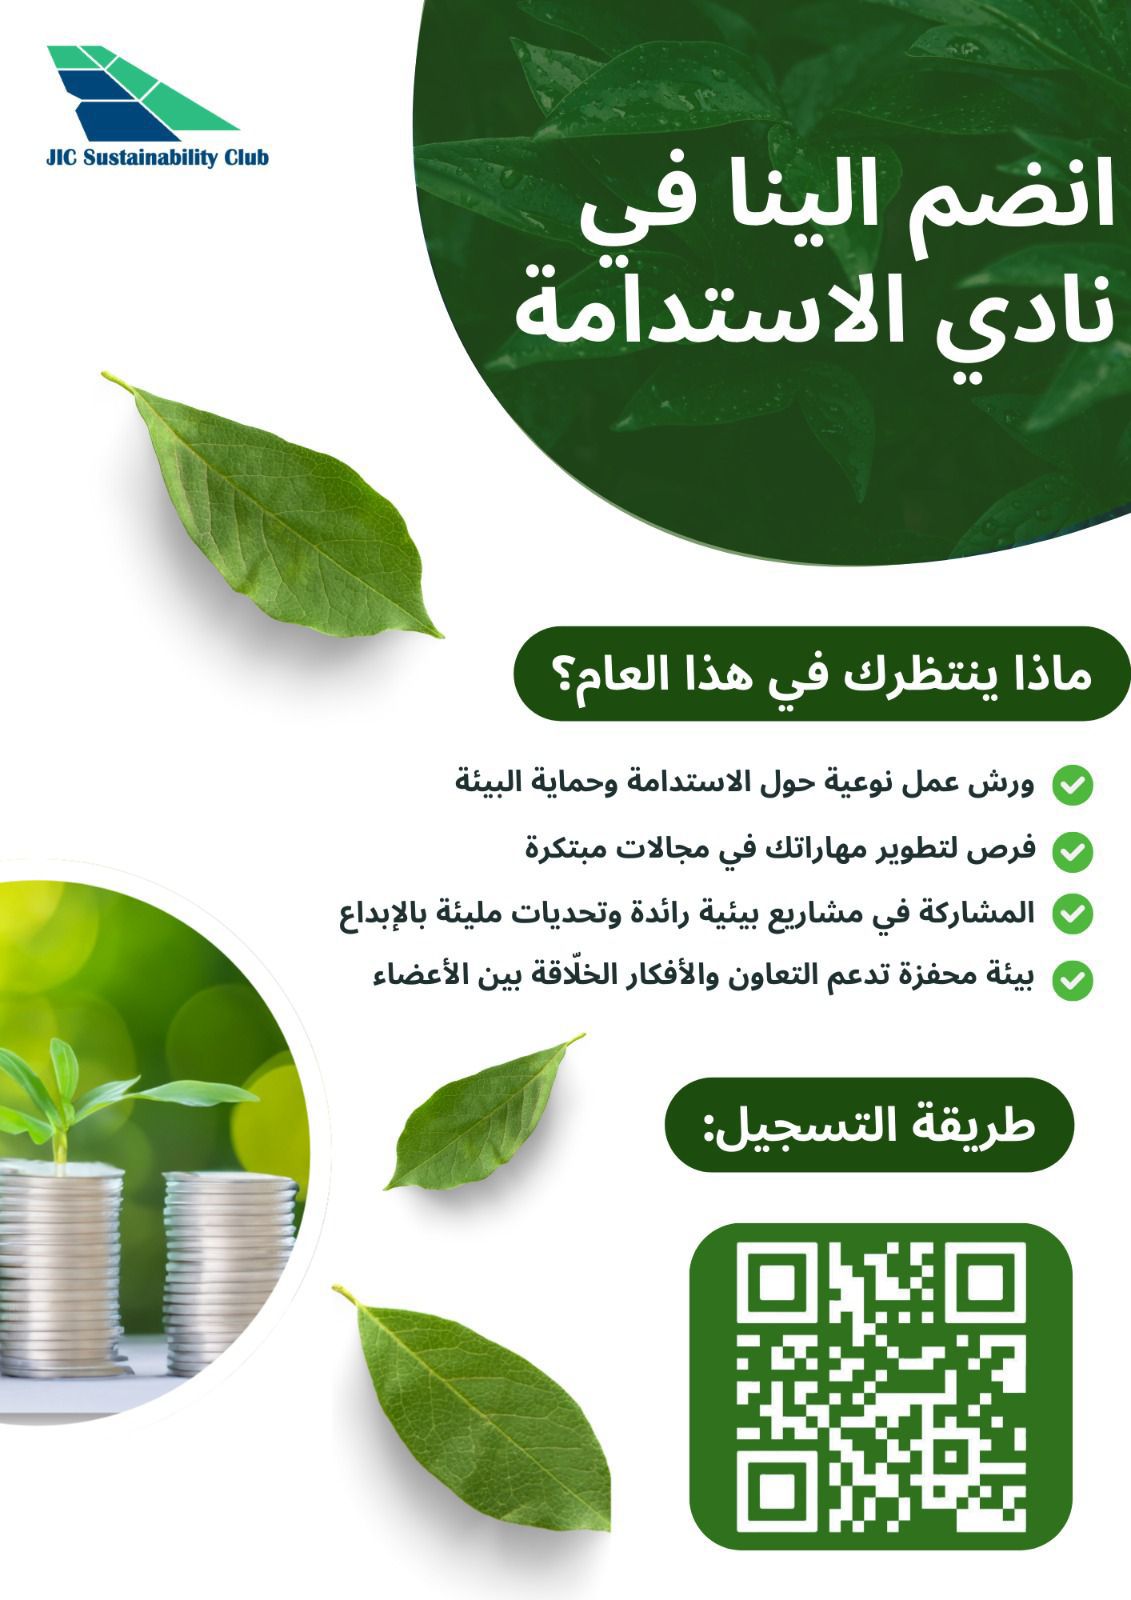 JIC Sustainability Club
انضم الينا في
نادي الاستدامة
ماذا ينتظرك في هذا العام؟
ورش عمل نوعية حول الاستدامة وحماية البيئة
فرص لتطوير مهاراتك في مجالات مبتكرة
المشاركة في مشاريع بيئية رائدة وتحديات مليئة بالإبداع
بيئة محفزة تدعم التعاون والأفكار الخلّاقة بين الأعضاء
طريقة التسجيل: